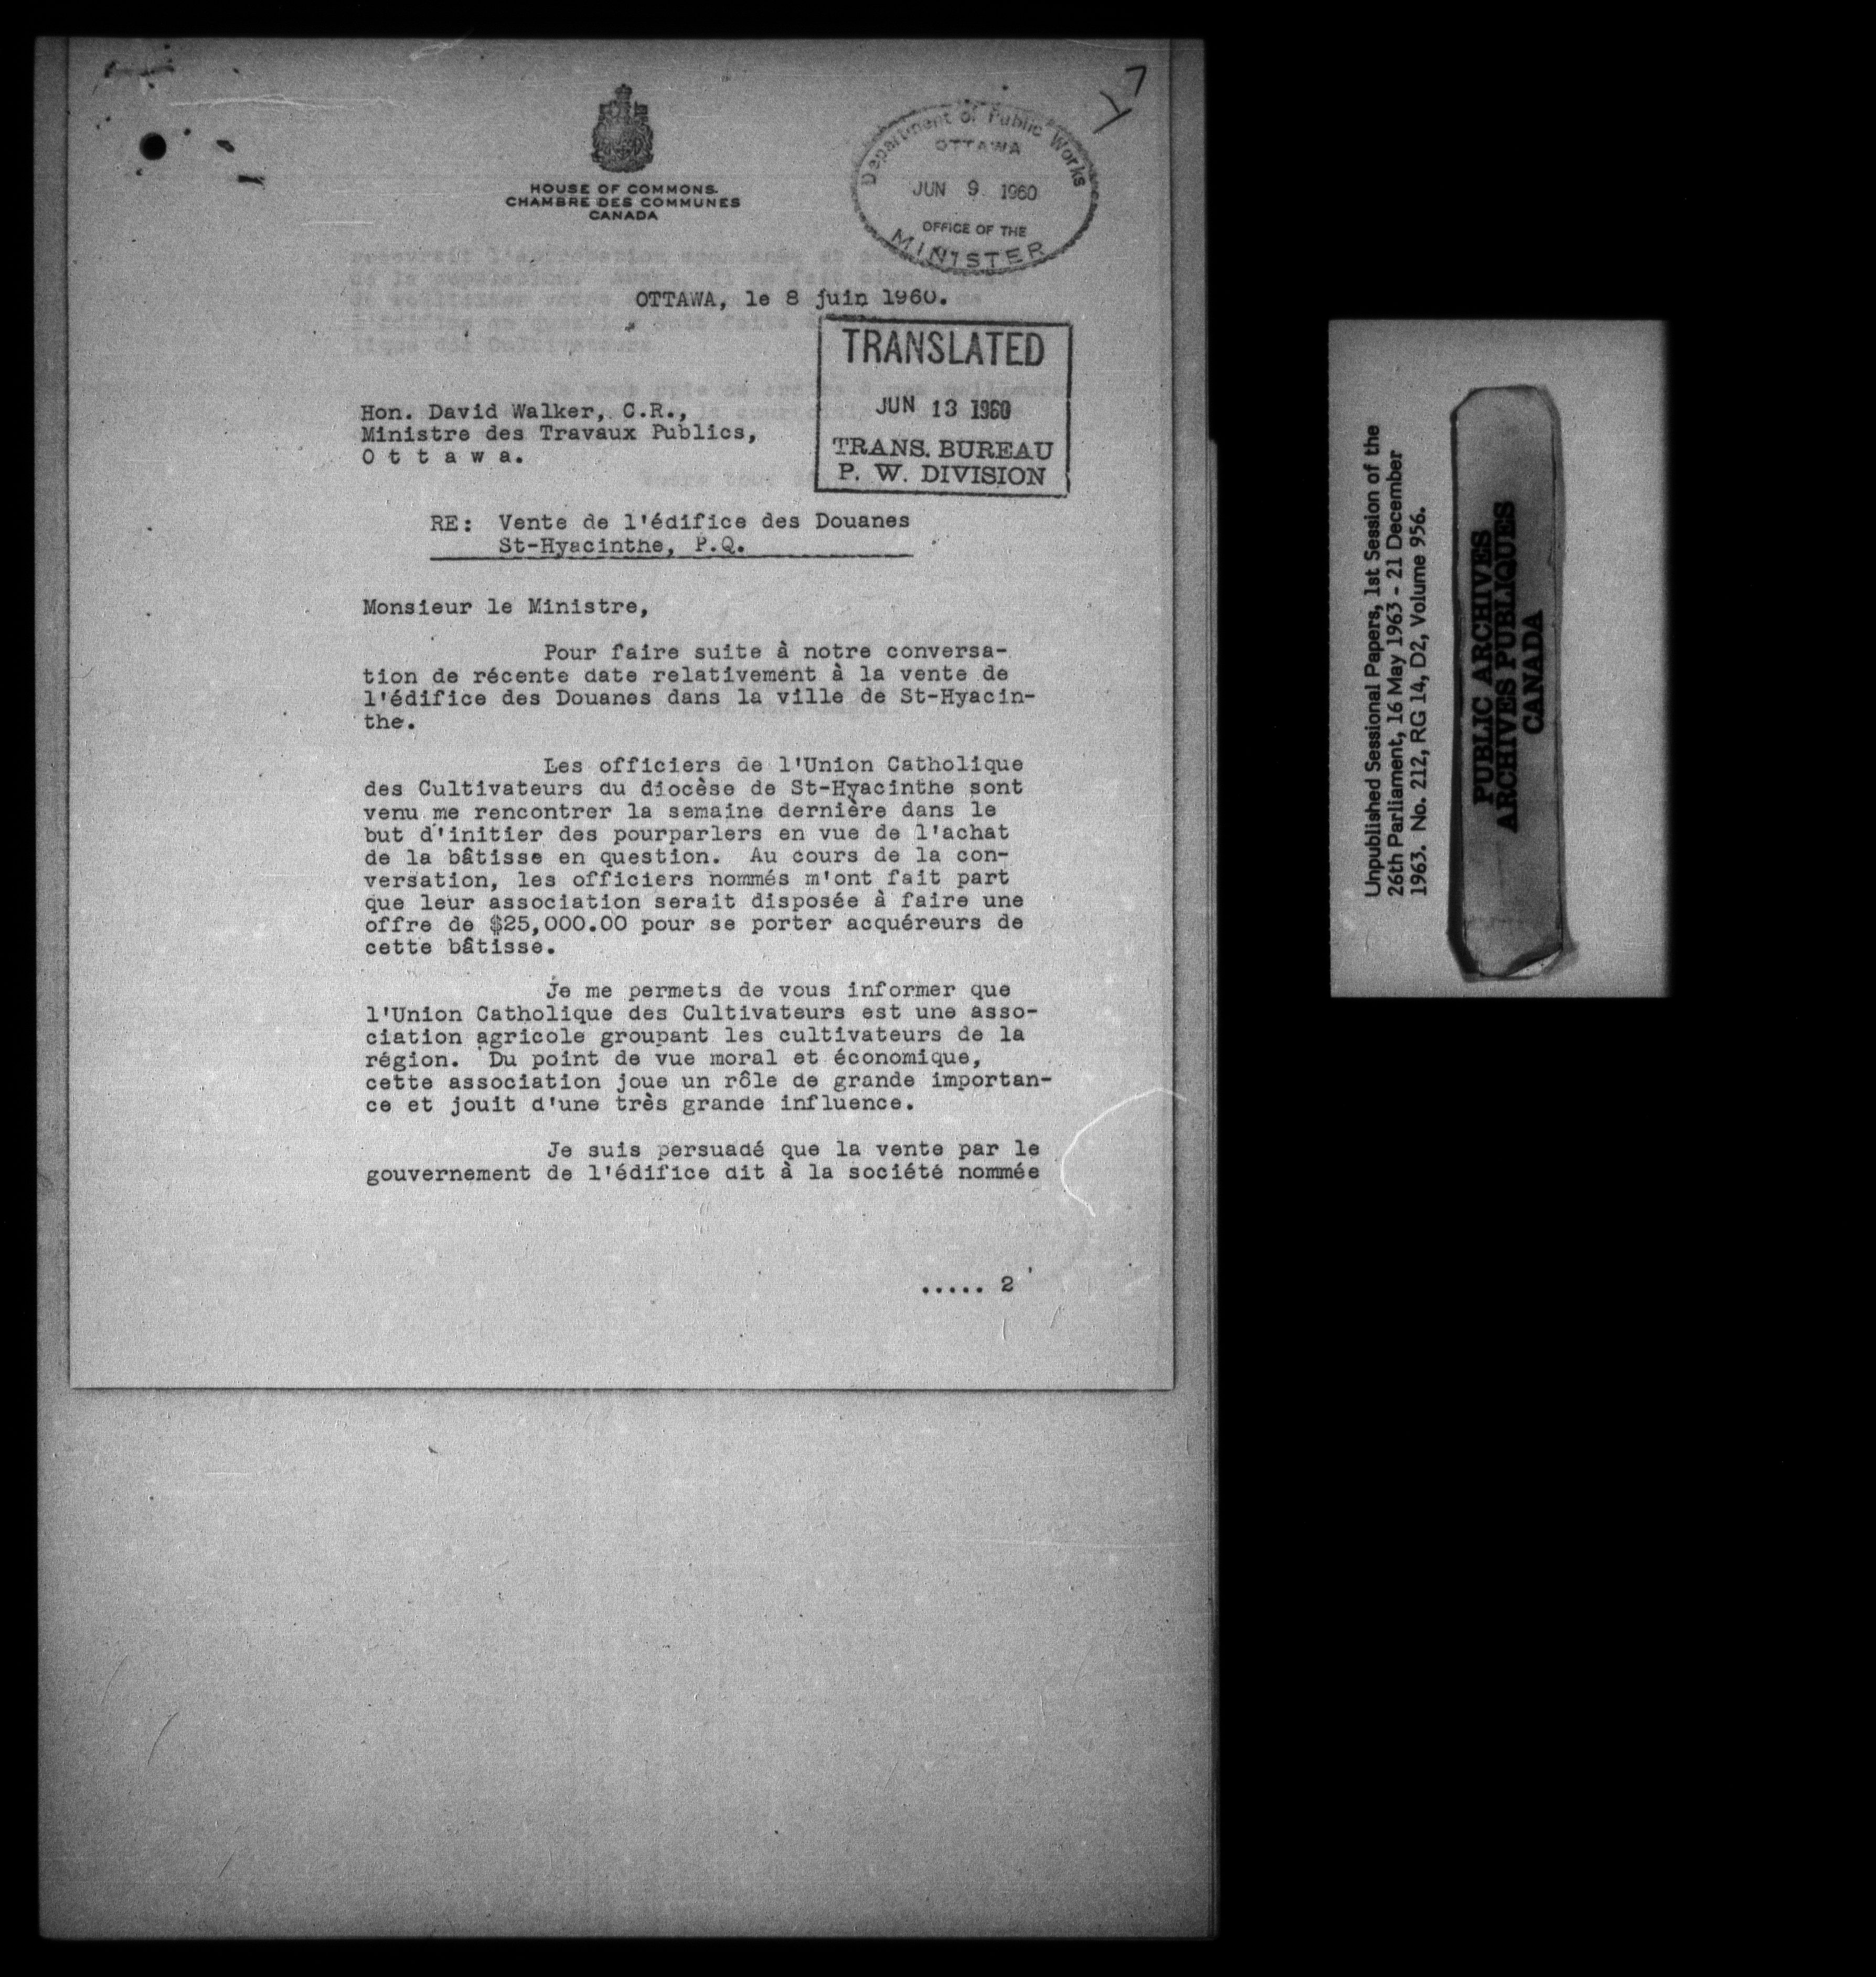 HOUSE OF COMMONS
CHAMBRE DES COMMUNES
CANADA
Department of Public Works
OTTAWA
JUN 9 1960
OFFICE OF THE
MINISTER
OTTAWA, le 8 juin 1960.
TRANSLATED
JUN 13 1960
TRANS. BUREAU
P. W. DIVISION
Hon. David Walker, C.R.,
Ministre des Travaux Publics,
O t t a w a.
RE: Vente de l'édifice des Douanes
St-Hyacinthe, P.Q.
Monsieur le Ministre,
Pour faire suite à notre conversa-
tion de récente date relativement à la vente de
l'édifice des Douanes dans la ville de St-Hyacin-
the.
Les officiers de l'Union Catholique
des Cultivateurs du diocèse de St-Hyacinthe sont
venu me rencontrer la semaine dernière dans le
but d'initier des pourparlers en vue de l'achat
de la bâtisse en question. Au cours de la con-
versation, les officiers nommés m'ont fait part
que leur association serait disposée à faire une
offre de $25,000.00 pour se porter acquéreurs de
cette bâtisse.
Je me permets de vous informer que
l'Union Catholique des Cultivateurs est une asso-
ciation agricole groupant les cultivateurs de la
région. Du point de vue moral et économique,
cette association joue un rôle de grande importan-
ce et jouit d'une très grande influence.
Je suis persuadé que la vente par le
gouvernement de l'édifice dit à la société nommée
..... 2
Unpublished Sessional Papers, 1st Session of the
26th Parliament, 16 May 1963 - 21 December
1963. No. 212, RG 14, D2, Volume 956.
PUBLIC ARCHIVES
ARCHIVES PUBLIQUES
CANADA